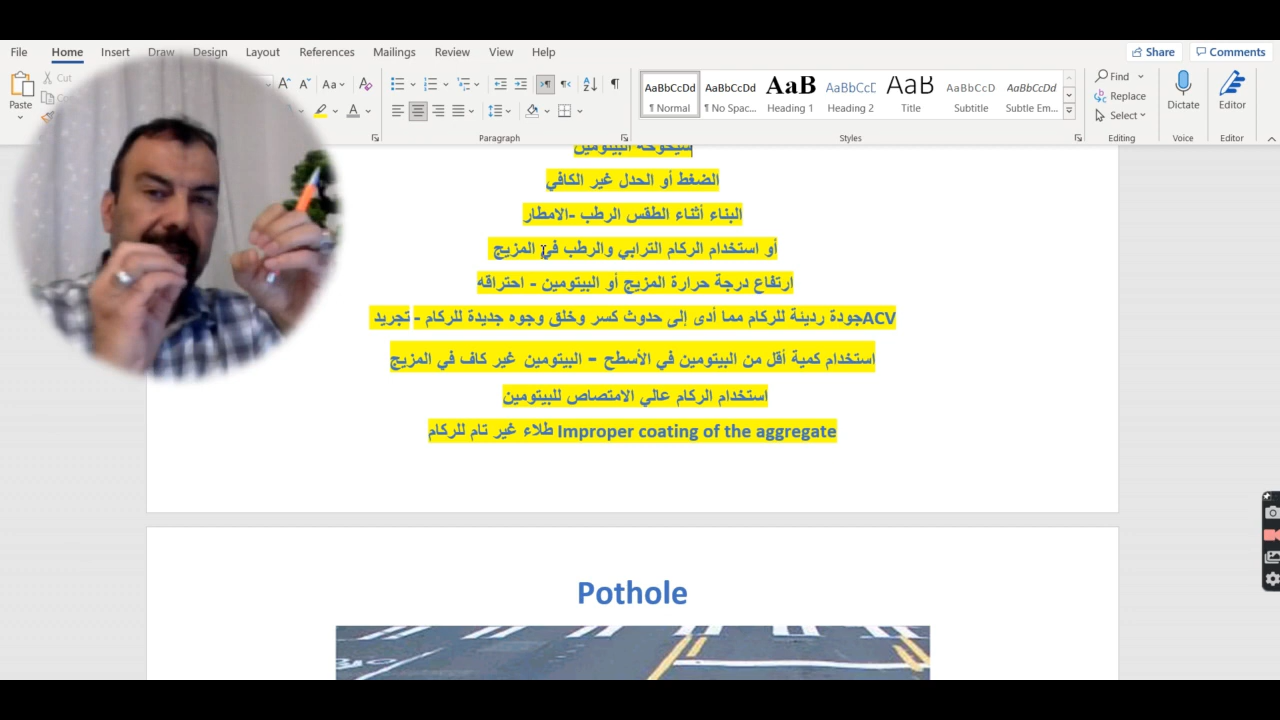 File Home Insert Draw Design Layout References Mailings Review View Help Share Comments
Cut
Paste
Aa
Paragraph
AaBbCcDd AaBbCcDd AaB AaBbCcD AaB AaBbCcD AaBbCcDd
¶ Normal ¶ No Spac... Heading 1 Heading 2 Title Subtitle Subtle Em...
Styles
Find
Replace
Select
Editing
Dictate
Voice
Editor
Editor
شيخوخة البيتومين
الضغط أو الحدل غير الكافي
البناء أثناء الطقس الرطب -الامطار
أو استخدام الركام الترابي والرطب في المزيج
ارتفاع درجة حرارة المزيج أو البيتومين - احتراقه
ACVجودة رديئة للركام مما أدى إلى حدوث كسر وخلق وجوه جديدة للركام - تجريد
استخدام كمية أقل من البيتومين في الأسطح – البيتومين غير كاف في المزيج
استخدام الركام عالي الامتصاص للبيتومين
Improper coating of the aggregate طلاء غير تام للركام
Pothole